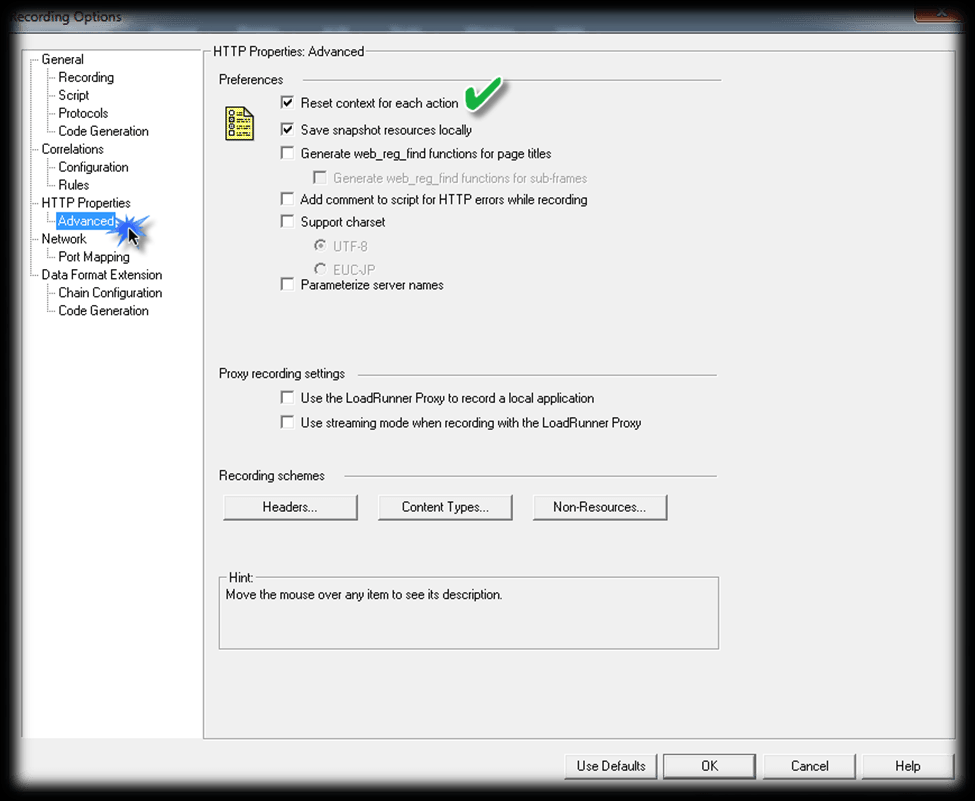 Recording Options
General
Recording
Script
Protocols
Code Generation
Correlations
Configuration
Rules
HTTP Properties
Advanced
Network
Port Mapping
Data Format Extension
Chain Configuration
Code Generation
HTTP Properties: Advanced
Preferences
Reset context for each action
Save snapshot resources locally
Generate web_reg_find functions for page titles
Generate web_reg_find functions for sub-frames
Add comment to script for HTTP errors while recording
Support charset
UTF-8
EUC-JP
Parameterize server names
Proxy recording settings
Use the LoadRunner Proxy to record a local application
Use streaming mode when recording with the LoadRunner Proxy
Recording schemes
Headers... Content Types... Non-Resources...
Hint:
Move the mouse over any item to see its description.
Use Defaults OK Cancel Help